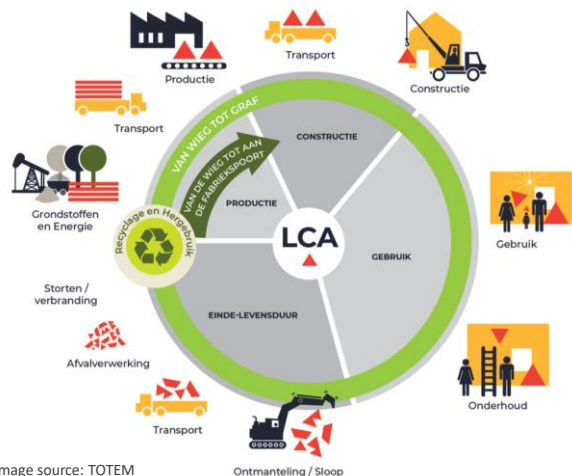 Transport
Productie
Constructie
Transport
Grondstoffen
en Energie
VAN WIEG TOT GRAF
VAN DE WIEG TOT AAN
DE FABRIEKSPOORT
CONSTRUCTIE
PRODUCTIE
Recyclage en Hergebruik
LCA
GEBRUIK
Gebruik
EINDE-LEVENSDUUR
Storten /
verbranding
Afvalverwerking
Transport
Onderhoud
Ontmanteling / Sloop
mage source: TOTEM